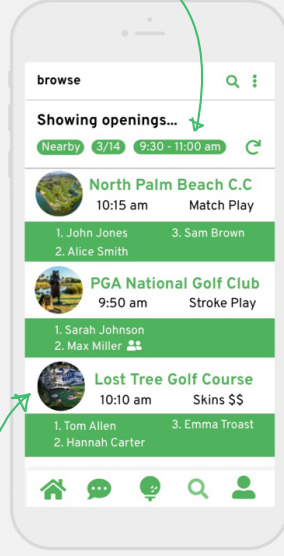 browse
Showing openings...
Nearby 3/14 9:30 - 11:00 am
North Palm Beach C.C
10:15 am Match Play
1. John Jones 3. Sam Brown
2. Alice Smith
PGA National Golf Club
9:50 am Stroke Play
1. Sarah Johnson
2. Max Miller
Lost Tree Golf Course
10:10 am Skins $$
1. Tom Allen 3. Emma Troast
2. Hannah Carter